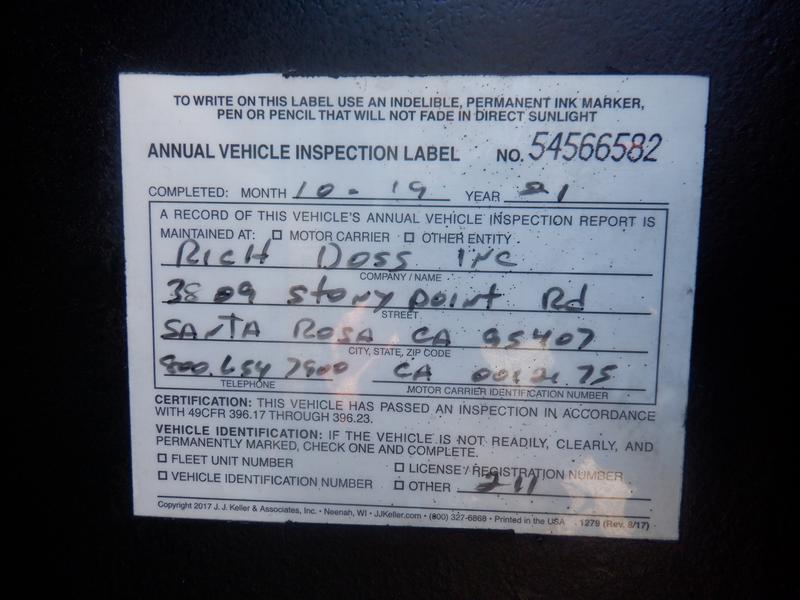 TO WRITE ON THIS LABEL USE AN INDELIBLE, PERMANENT INK MARKER,
PEN OR PENCIL THAT WILL NOT FADE IN DIRECT SUNLIGHT
ANNUAL VEHICLE INSPECTION LABEL NO. 54566582
COMPLETED: MONTH 10 - 19 YEAR 21
A RECORD OF THIS VEHICLE'S ANNUAL VEHICLE INSPECTION REPORT IS
MAINTAINED AT: ☐ MOTOR CARRIER ☐ OTHER ENTITY
RICH DOSS INC
COMPANY / NAME
3809 Stony point Rd
STREET
SANTA ROSA CA 95407
CITY, STATE, ZIP CODE
800.654 7800 CA
TELEPHONE MOTOR CARRIER IDENTIFICATION NUMBER
CERTIFICATION: THIS VEHICLE HAS PASSED AN INSPECTION IN ACCORDANCE
WITH 49CFR 396.17 THROUGH 396.23.
VEHICLE IDENTIFICATION: IF THE VEHICLE IS NOT READILY, CLEARLY, AND
PERMANENTLY MARKED, CHECK ONE AND COMPLETE.
☐ FLEET UNIT NUMBER ☐ LICENSE / REGISTRATION NUMBER
☐ VEHICLE IDENTIFICATION NUMBER ☐ OTHER 211
Copyright 2017 J. J. Keller & Associates, Inc. • Neenah, WI • JJKeller.com • (800) 327-6868 • Printed in the USA 1279 (Rev. 8/17)